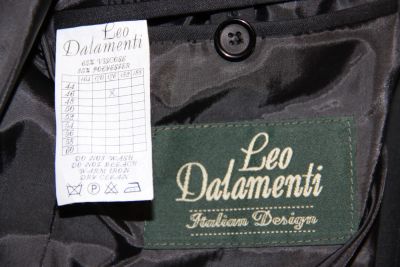 Leo
Dalamenti
65% VISCOSE
35% POLYESTER
44
46 X
48
50
52
54
56
58
60
DO NOT WASH
DO NOT BLEACH
WARM IRON
DRY CLEAN
P
Leo
Dalamenti
Italian Design